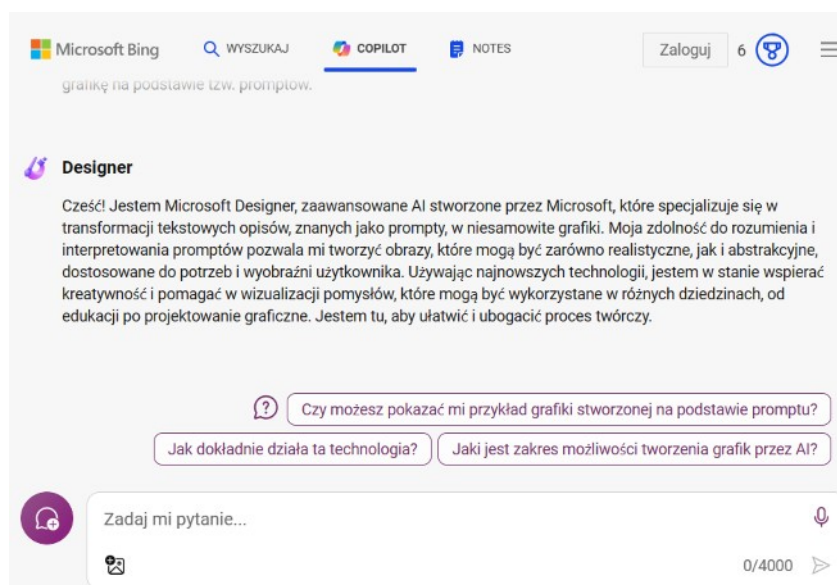 Microsoft Bing WYSZUKAJ COPILOT NOTES Zaloguj 6
grafikę na podstawie tzw. promptów.
Designer
Cześć! Jestem Microsoft Designer, zaawansowane AI stworzone przez Microsoft, które specjalizuje się w
transformacji tekstowych opisów, znanych jako prompty, w niesamowite grafiki. Moja zdolność do rozumienia i
interpretowania promptów pozwala mi tworzyć obrazy, które mogą być zarówno realistyczne, jak i abstrakcyjne,
dostosowane do potrzeb i wyobraźni użytkownika. Używając najnowszych technologii, jestem w stanie wspierać
kreatywność i pomagać w wizualizacji pomysłów, które mogą być wykorzystane w różnych dziedzinach, od
edukacji po projektowanie graficzne. Jestem tu, aby ułatwić i ubogacić proces twórczy.
Czy możesz pokazać mi przykład grafiki stworzonej na podstawie promptu?
Jak dokładnie działa ta technologia? Jaki jest zakres możliwości tworzenia grafik przez AI?
Zadaj mi pytanie...
0/4000